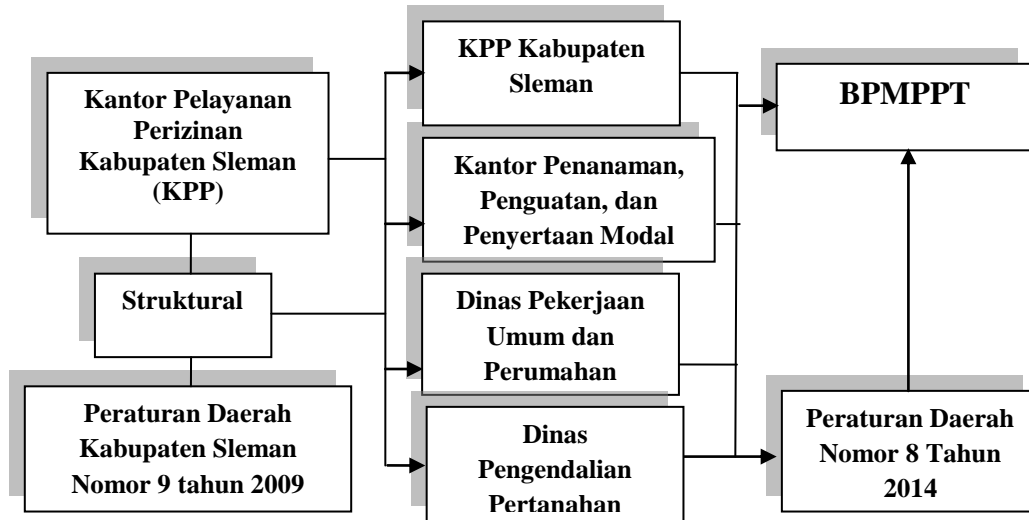 Kantor Pelayanan
Perizinan
Kabupaten Sleman
(KPP)
Struktural
Peraturan Daerah
Kabupaten Sleman
Nomor 9 tahun 2009
KPP Kabupaten
Sleman
Kantor Penanaman,
Penguatan, dan
Penyertaan Modal
Dinas Pekerjaan
Umum dan
Perumahan
Dinas
Pengendalian
Pertanahan
BPMPPT
Peraturan Daerah
Nomor 8 Tahun
2014